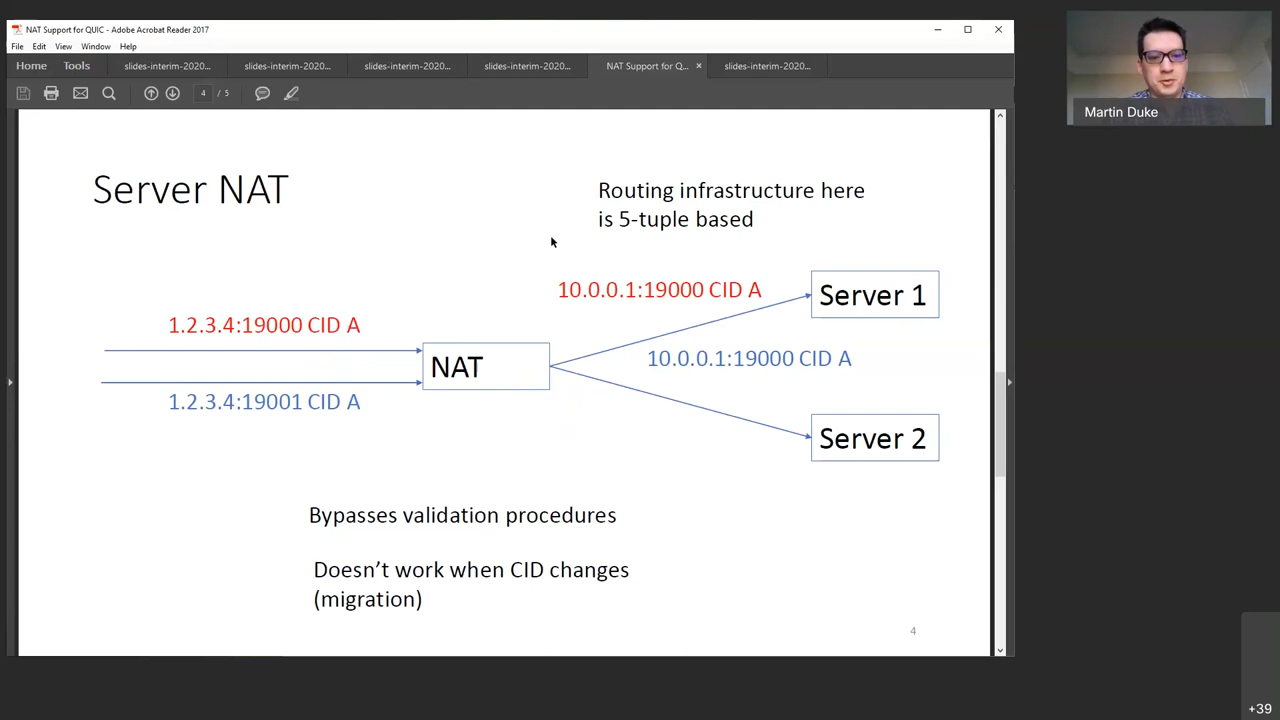 NAT Support for QUIC - Adobe Acrobat Reader 2017
File Edit View Window Help
Home Tools slides-interim-2020... slides-interim-2020... slides-interim-2020... slides-interim-2020... NAT Support for Q... × slides-interim-2020...
4 / 5
Martin Duke
Server NAT
Routing infrastructure here
is 5-tuple based
10.0.0.1:19000 CID A
Server 1
1.2.3.4:19000 CID A
NAT
10.0.0.1:19000 CID A
1.2.3.4:19001 CID A
Server 2
Bypasses validation procedures
Doesn’t work when CID changes
(migration)
4
+39